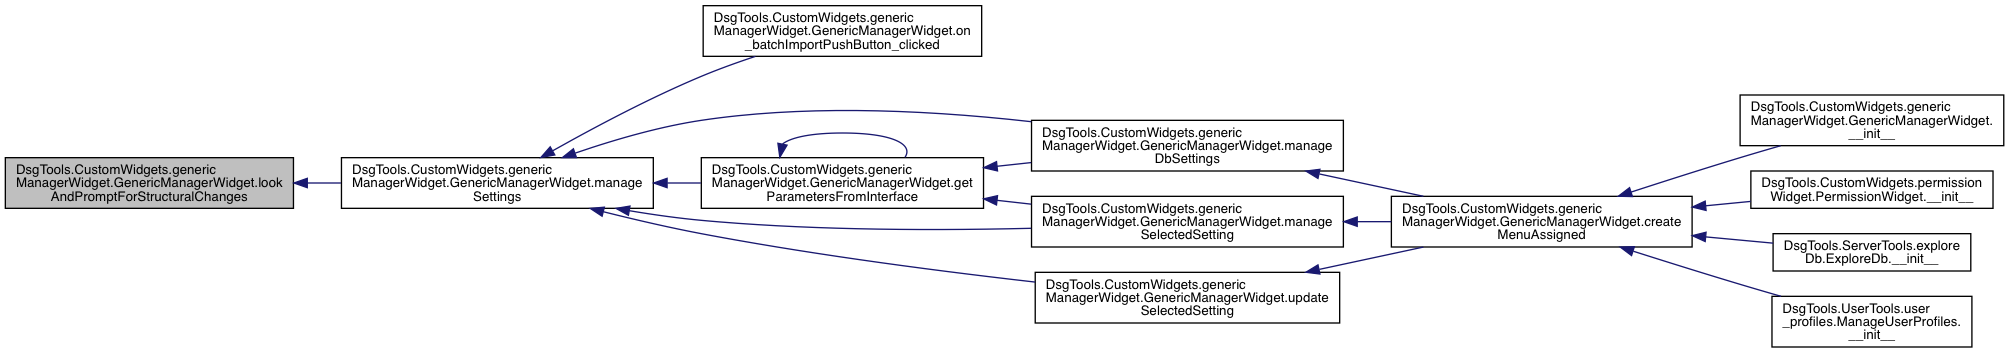 DsgTools.CustomWidgets.generic
ManagerWidget.GenericManagerWidget.on
_batchImportPushButton_clicked
DsgTools.CustomWidgets.generic
ManagerWidget.GenericManagerWidget.look
AndPromptForStructuralChanges
DsgTools.CustomWidgets.generic
ManagerWidget.GenericManagerWidget.manage
Settings
DsgTools.CustomWidgets.generic
ManagerWidget.GenericManagerWidget.get
ParametersFromInterface
DsgTools.CustomWidgets.generic
ManagerWidget.GenericManagerWidget.manage
DbSettings
DsgTools.CustomWidgets.generic
ManagerWidget.GenericManagerWidget.manage
SelectedSetting
DsgTools.CustomWidgets.generic
ManagerWidget.GenericManagerWidget.update
SelectedSetting
DsgTools.CustomWidgets.generic
ManagerWidget.GenericManagerWidget.create
MenuAssigned
DsgTools.CustomWidgets.generic
ManagerWidget.GenericManagerWidget.
__init__
DsgTools.CustomWidgets.permission
Widget.PermissionWidget.__init__
DsgTools.ServerTools.explore
Db.ExploreDb.__init__
DsgTools.UserTools.user
_profiles.ManageUserProfiles.
__init__